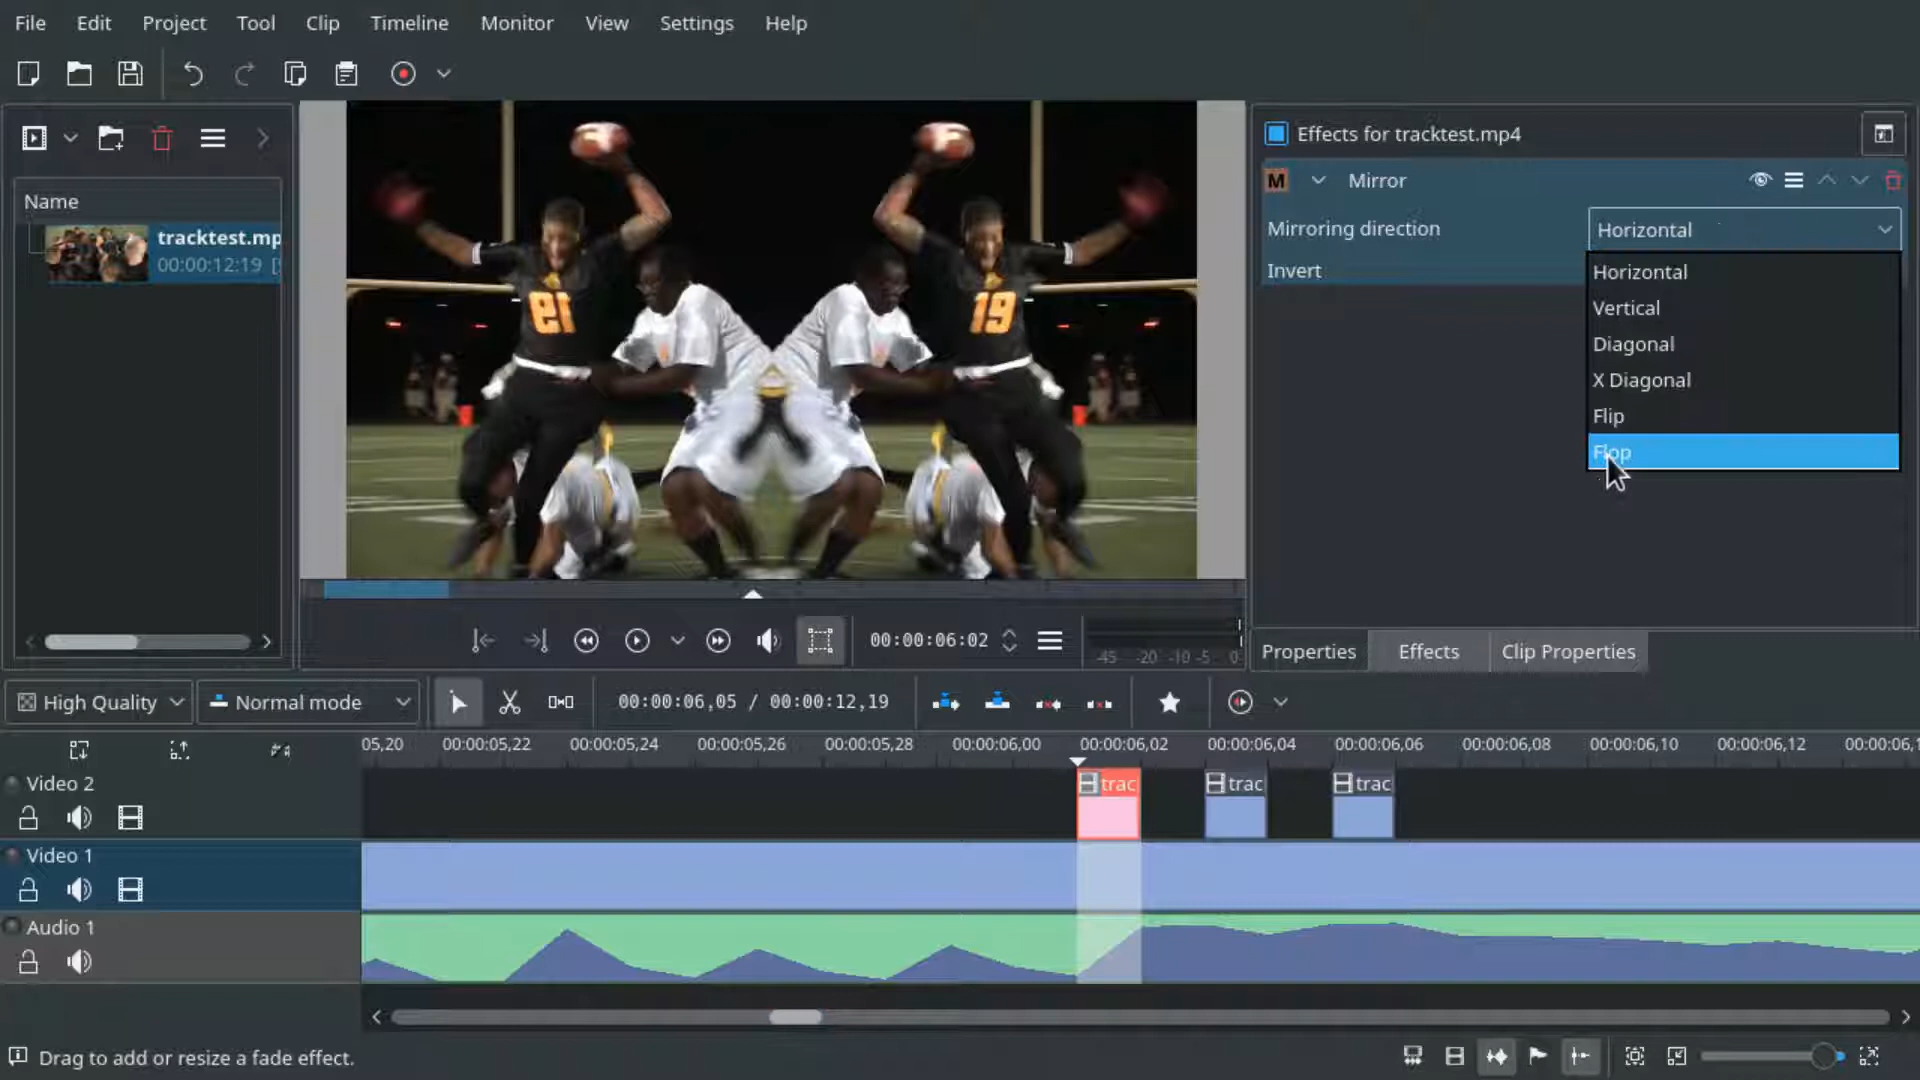 File Edit Project Tool Clip Timeline Monitor View Settings Help
Name
tracktest.mp
00:00:12:19 [
19
19
Effects for tracktest.mp4
M Mirror
Mirroring direction Horizontal
Invert
Horizontal
Vertical
Diagonal
X Diagonal
Flip
Flop
00:00:06:02
-45 -20 -10 -5 0
Properties Effects Clip Properties
High Quality Normal mode 00:00:06,05 / 00:00:12,19
05,20 00:00:05,22 00:00:05,24 00:00:05,26 00:00:05,28 00:00:06,00 00:00:06,02 00:00:06,04 00:00:06,06 00:00:06,08 00:00:06,10 00:00:06,12 00:00:06,1
Video 2
trac trac trac
Video 1
Audio 1
Drag to add or resize a fade effect.